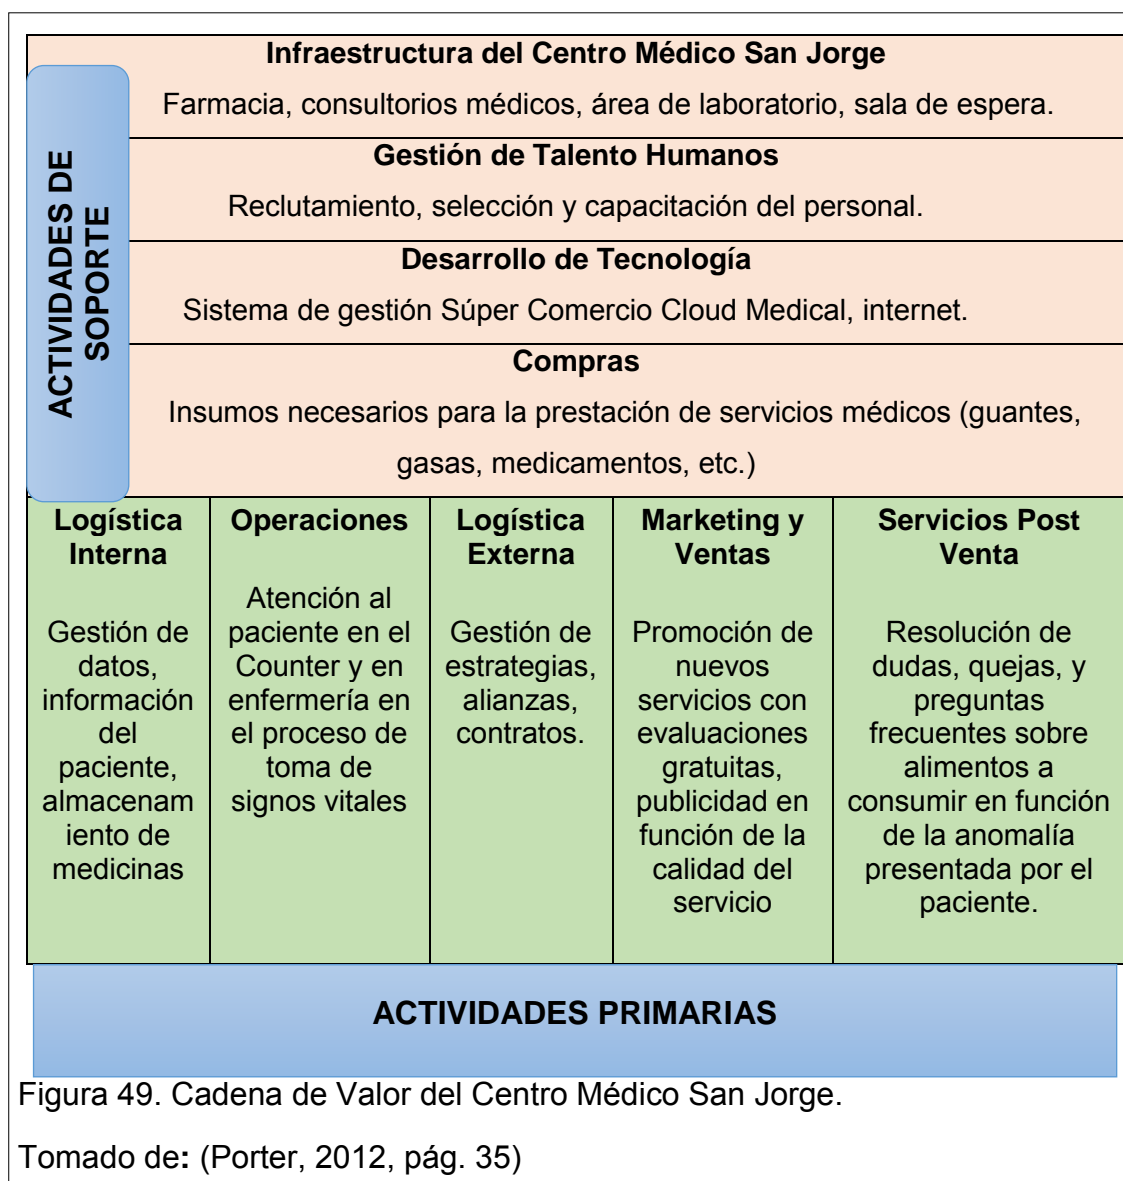 Infraestructura del Centro Médico San Jorge
Farmacia, consultorios médicos, área de laboratorio, sala de espera.
ACTIVIDADES DE
SOPORTE
Gestión de Talento Humanos
Reclutamiento, selección y capacitación del personal.
Desarrollo de Tecnología
Sistema de gestión Súper Comercio Cloud Medical, internet.
Compras
Insumos necesarios para la prestación de servicios médicos (guantes,
gasas, medicamentos, etc.)
Logística
Interna
Gestión de
datos,
información
del
paciente,
almacenam
iento de
medicinas
Operaciones
Atención al
paciente en el
Counter y en
enfermería en
el proceso de
toma de
signos vitales
Logística
Externa
Gestión de
estrategias,
alianzas,
contratos.
Marketing y
Ventas
Promoción de
nuevos
servicios con
evaluaciones
gratuitas,
publicidad en
función de la
calidad del
servicio
Servicios Post
Venta
Resolución de
dudas, quejas, y
preguntas
frecuentes sobre
alimentos a
consumir en función
de la anomalía
presentada por el
paciente.
ACTIVIDADES PRIMARIAS
Figura 49. Cadena de Valor del Centro Médico San Jorge.
Tomado de: (Porter, 2012, pág. 35)